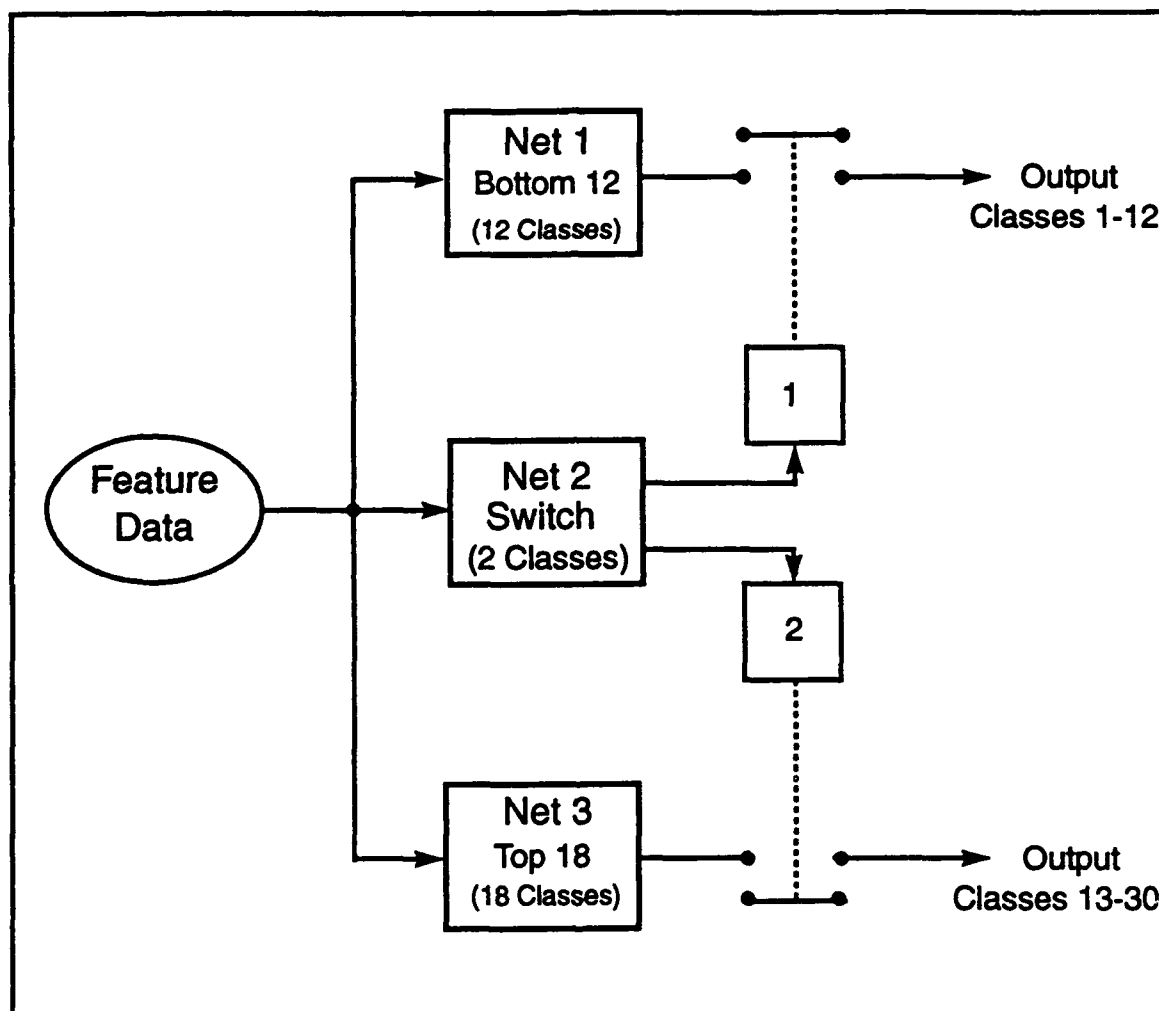 Net 1
Bottom 12
(12 Classes)
Output
Classes 1-12
1
Feature
Data
Net 2
Switch
(2 Classes)
2
Net 3
Top 18
(18 Classes)
Output
Classes 13-30